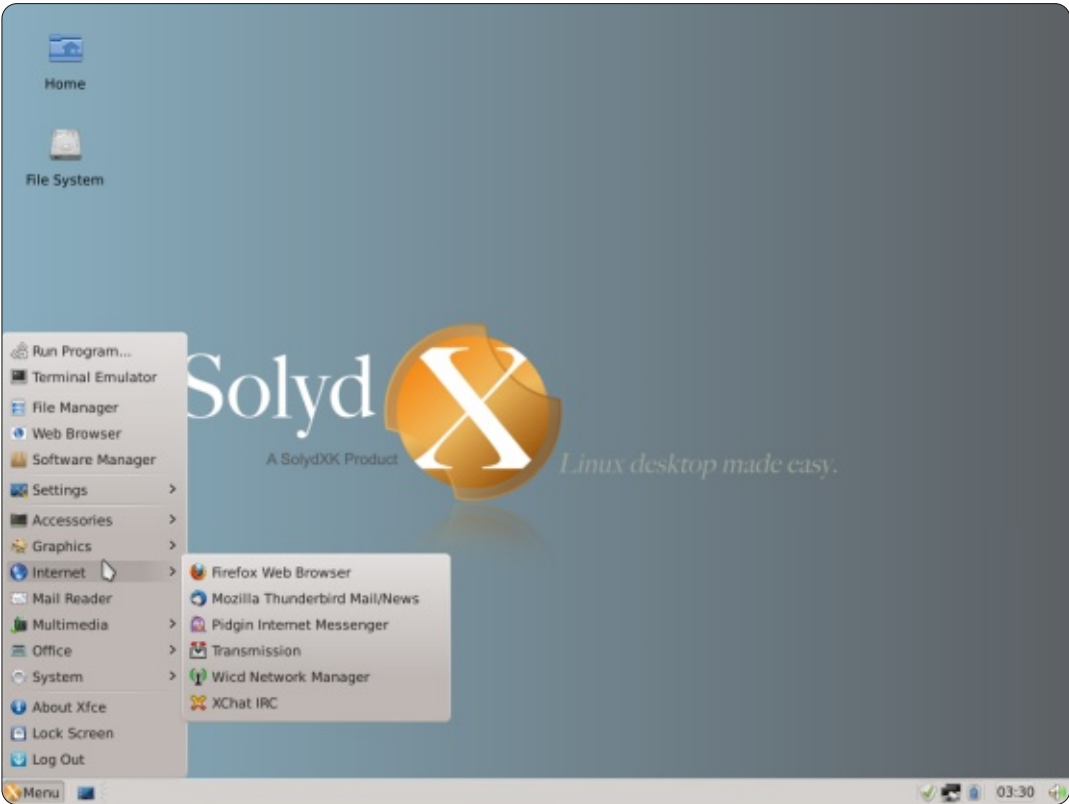 Home
File System
Run Program...
Terminal Emulator
File Manager
Web Browser
Software Manager
Settings
Accessories
Graphics
Internet
Mail Reader
Multimedia
Office
System
About Xfce
Lock Screen
Log Out
Firefox Web Browser
Mozilla Thunderbird Mail/News
Pidgin Internet Messenger
Transmission
Wicd Network Manager
XChat IRC
Solyd X
A SolydXK Product
Linux desktop made easy.
Menu
03:30